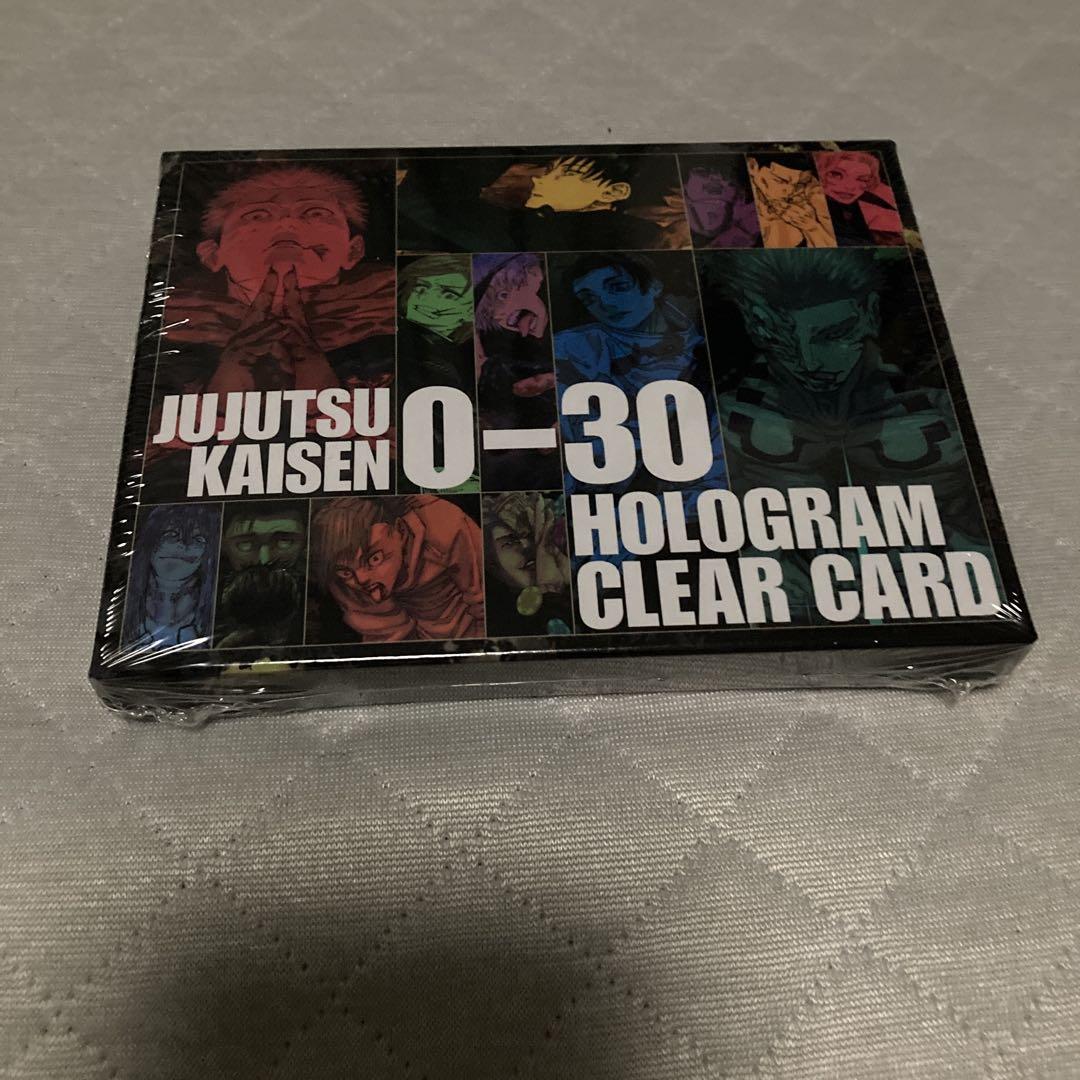 JUJUTSU
KAISEN
0-30
HOLOGRAM
CLEAR CARD